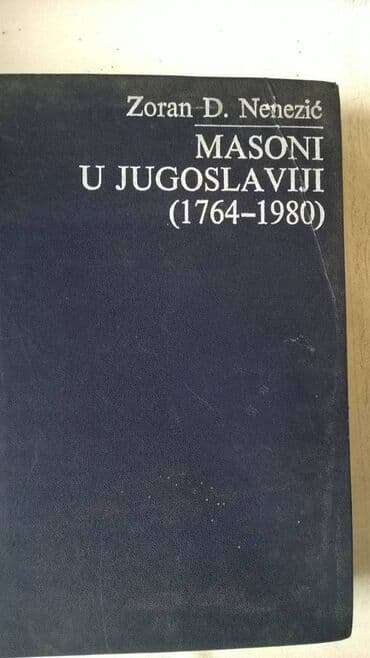 Zoran D. Nenezić
MASONI
U JUGOSLAVIJI
(1764–1980)